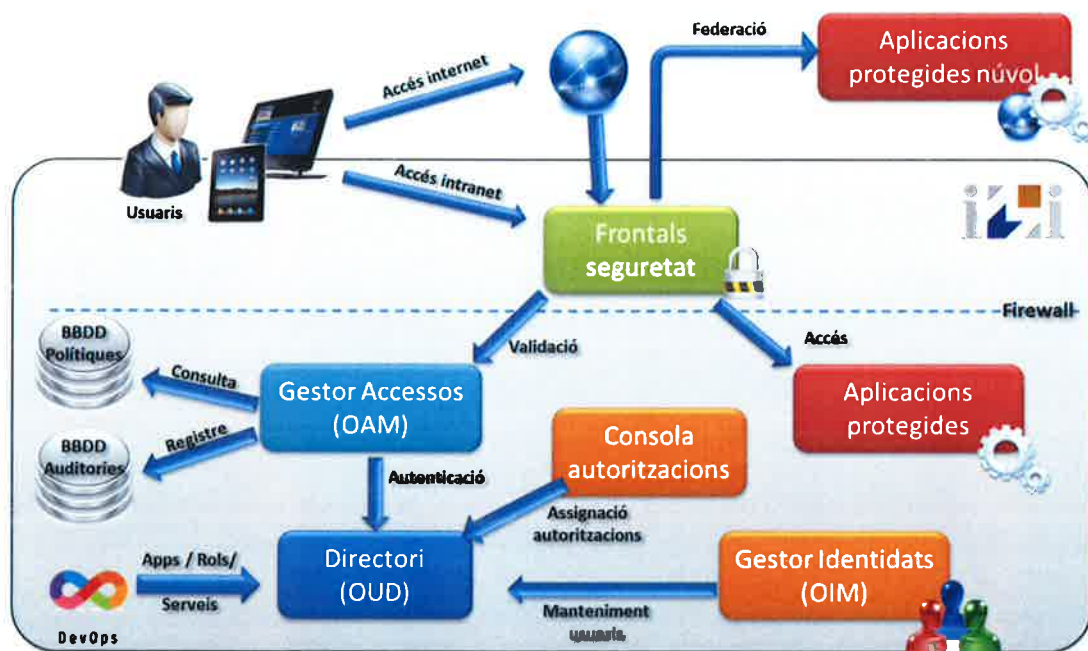 Federació
Aplicacions
protegides núvol
Accés internet
Accés intranet
Usuaris
Frontals
seguretat
Firewall
BBDD
Polítiques
Consulta
Validació
Accés
Gestor Accessos
(OAM)
Aplicacions
protegides
Consola
autoritzacions
Registre
BBDD
Auditories
Autenticació
Assignació
autoritzacions
Apps / Rols/
Serveis
Directori
(OUD)
Gestor Identidats
(OIM)
Manteniment
usuaris
DevOps